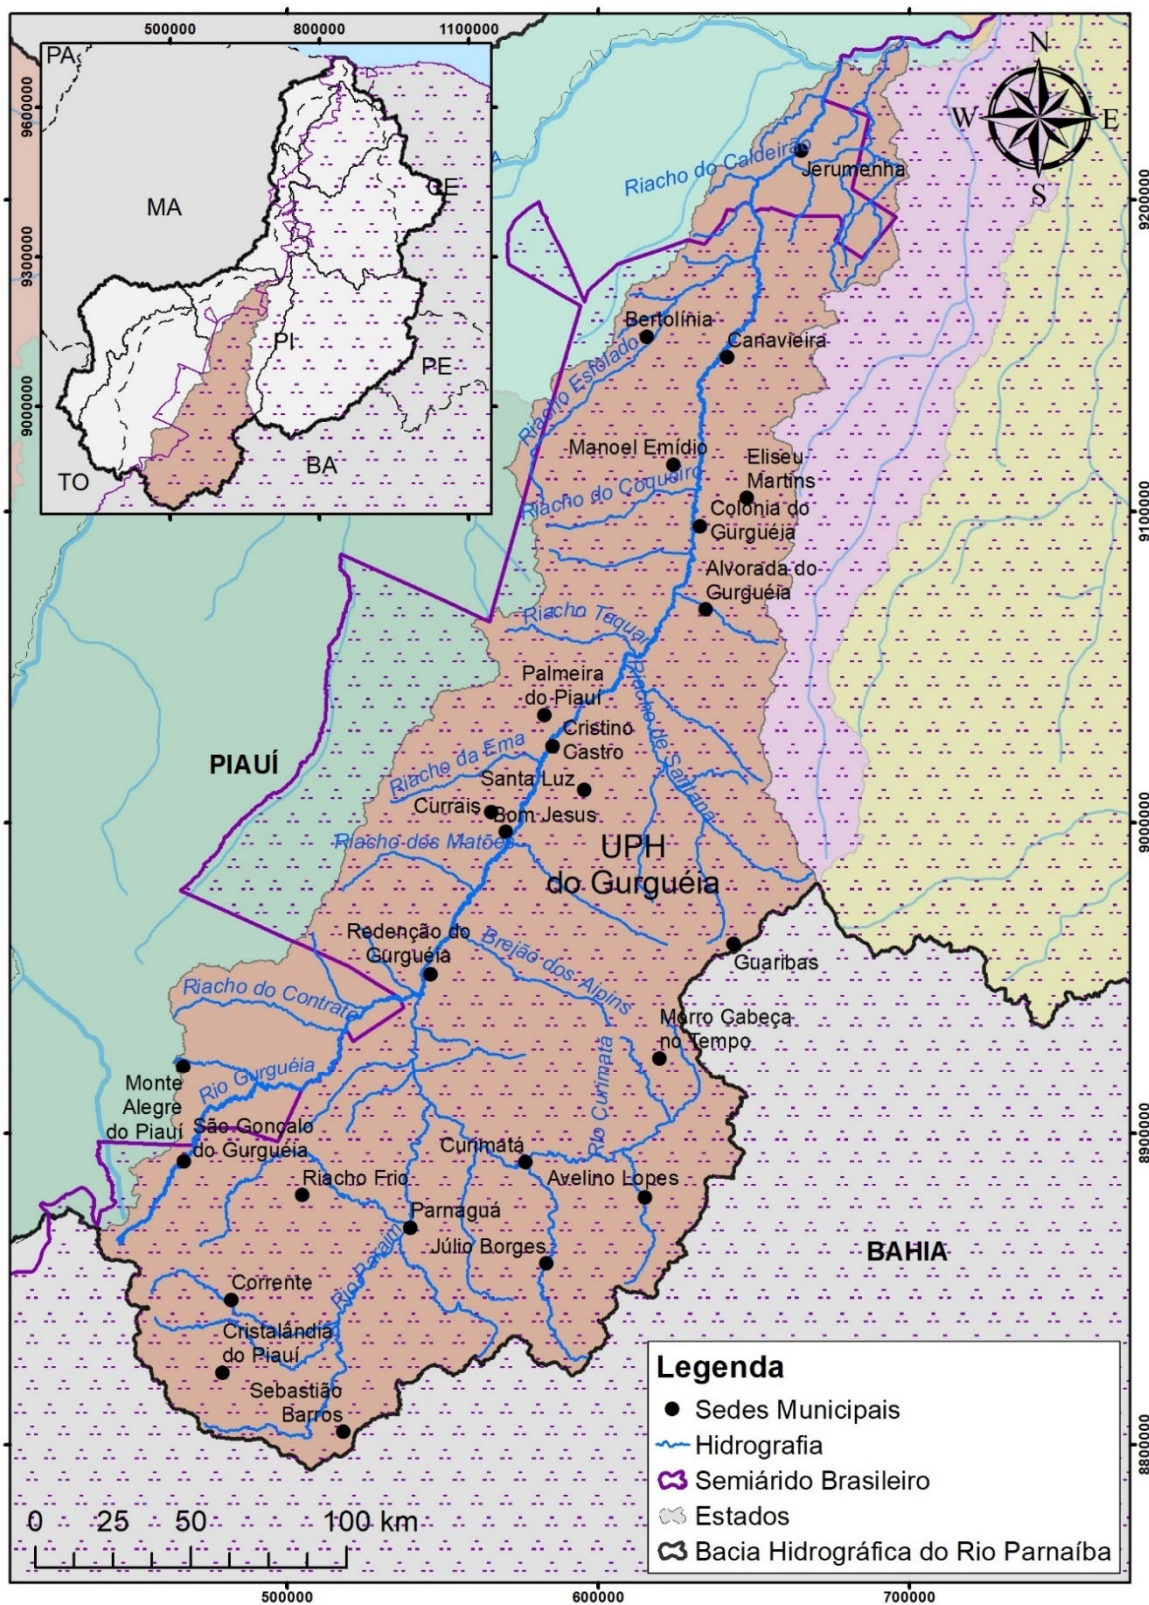 500000
800000
1100000
PA
9600000
MA
CE
9300000
PI
PE
9000000
TO
BA
N
W
E
S
Riacho do Caldeirão
Jerumenha
9200000
Bertolínia
Canavieira
Riacho Esfolado
Manoel Emídio
Eliseu
Martins
Riacho do Coqueiro
Colônia do
Gurguéia
9100000
Alvorada do
Gurguéia
Riacho Taquari
Palmeira
do Piauí
Riacho de Santana
Cristino
Castro
PIAUÍ
Riacho da Ema
Santa Luz
Currais
Bom Jesus
9000000
Riacho dos Matões
UPH
do Gurguéia
Redenção do
Gurguéia
Brejão dos Aipins
Guaribas
Riacho do Contrato
Morro Cabeça
no Tempo
Rio Gurguéia
Rio Curimatá
Monte
Alegre
do Piauí
São Gonçalo
do Gurguéia
8900000
Curimatá
Riacho Frio
Avelino Lopes
Parnaguá
Júlio Borges
Rio Paraim
BAHIA
Corrente
Cristalândia
do Piauí
Sebastião
Barros
8800000
Legenda
Sedes Municipais
Hidrografia
Semiárido Brasileiro
Estados
Bacia Hidrográfica do Rio Parnaíba
0 25 50 100 km
500000
600000
700000